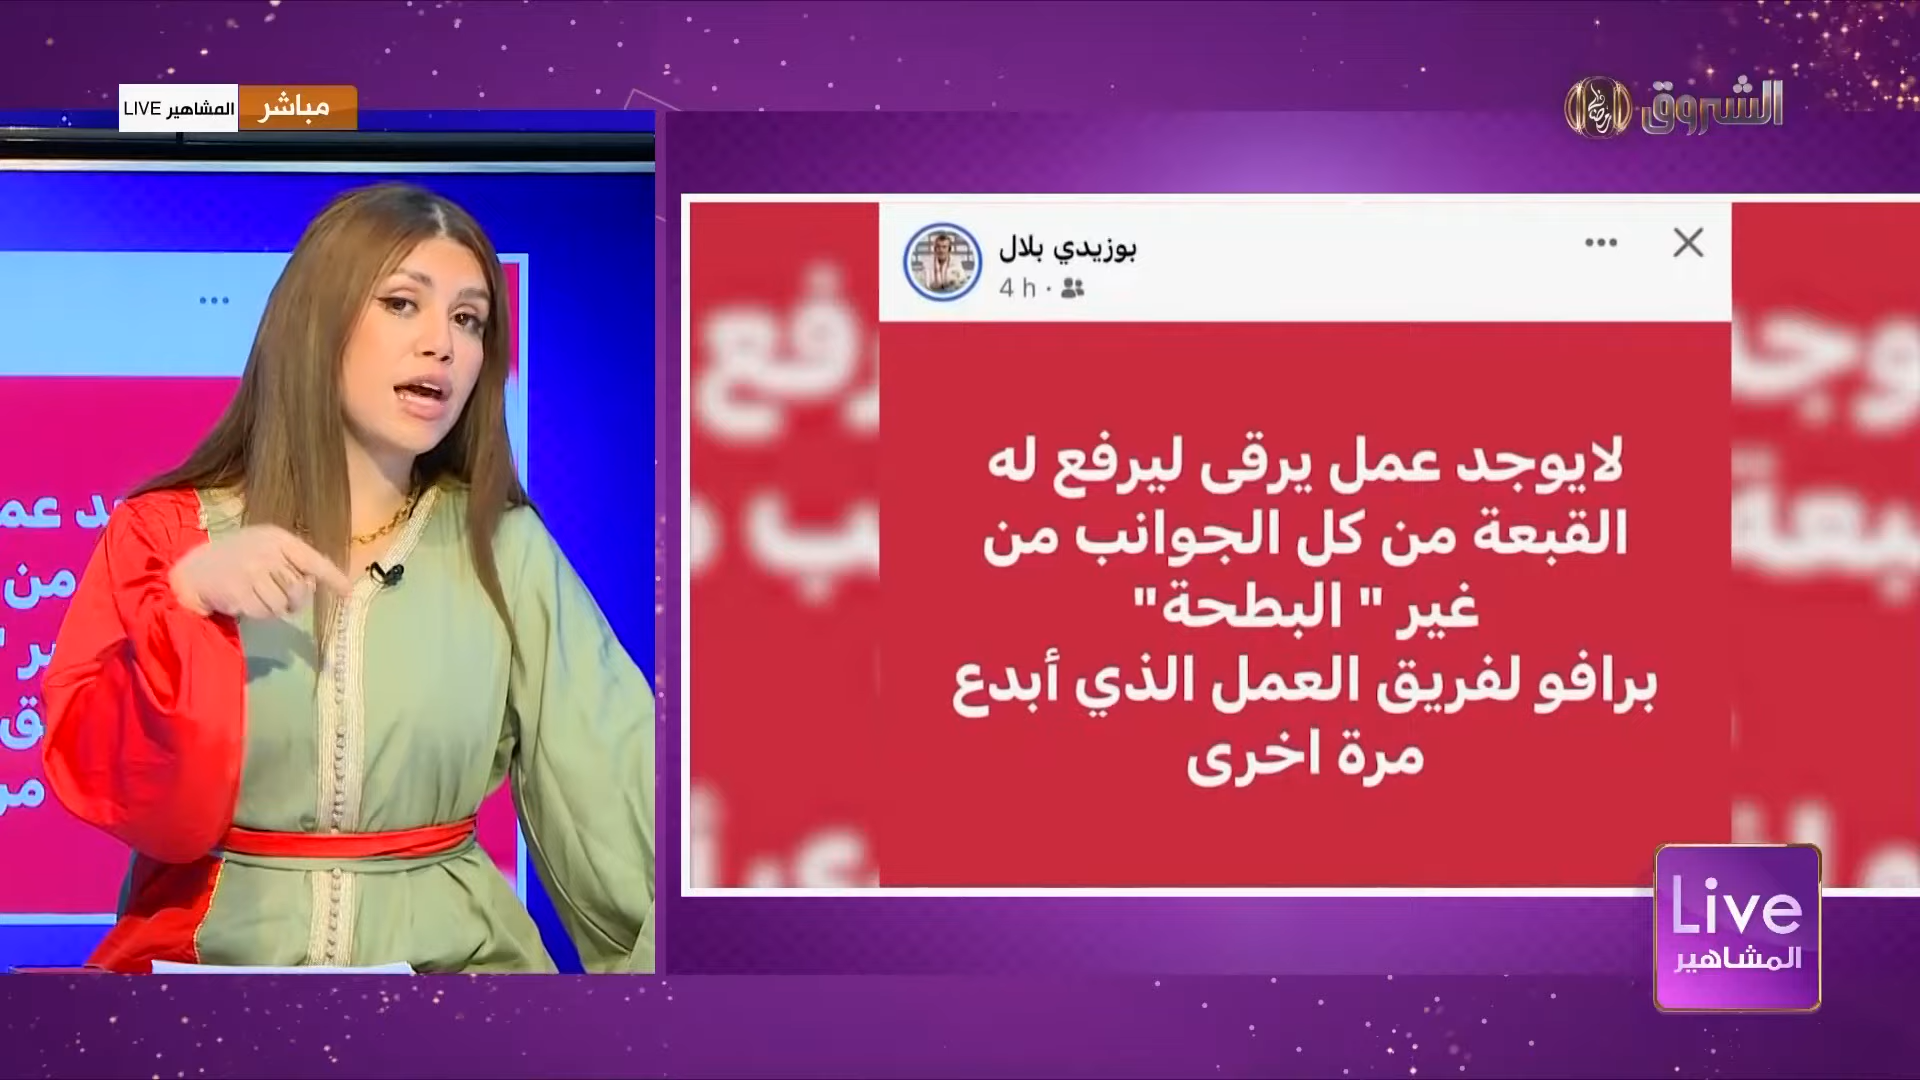 المشاهير LIVE
مباشر
الشروق
بوزيدي بلال
4 h
لايوجد عمل يرقى ليرفع له
القبعة من كل الجوانب من
غير " البطحة"
برافو لفريق العمل الذي أبدع
مرة اخرى
Live
المشاهير